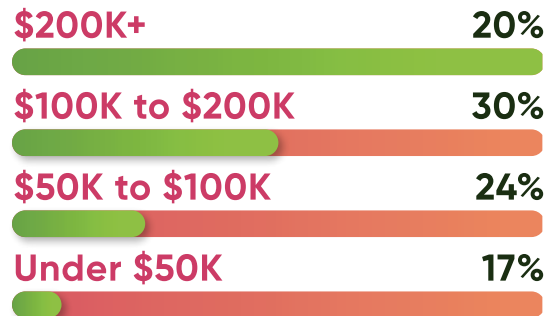 $200K+ 20%
$100K to $200K 30%
$50K to $100K 24%
Under $50K 17%